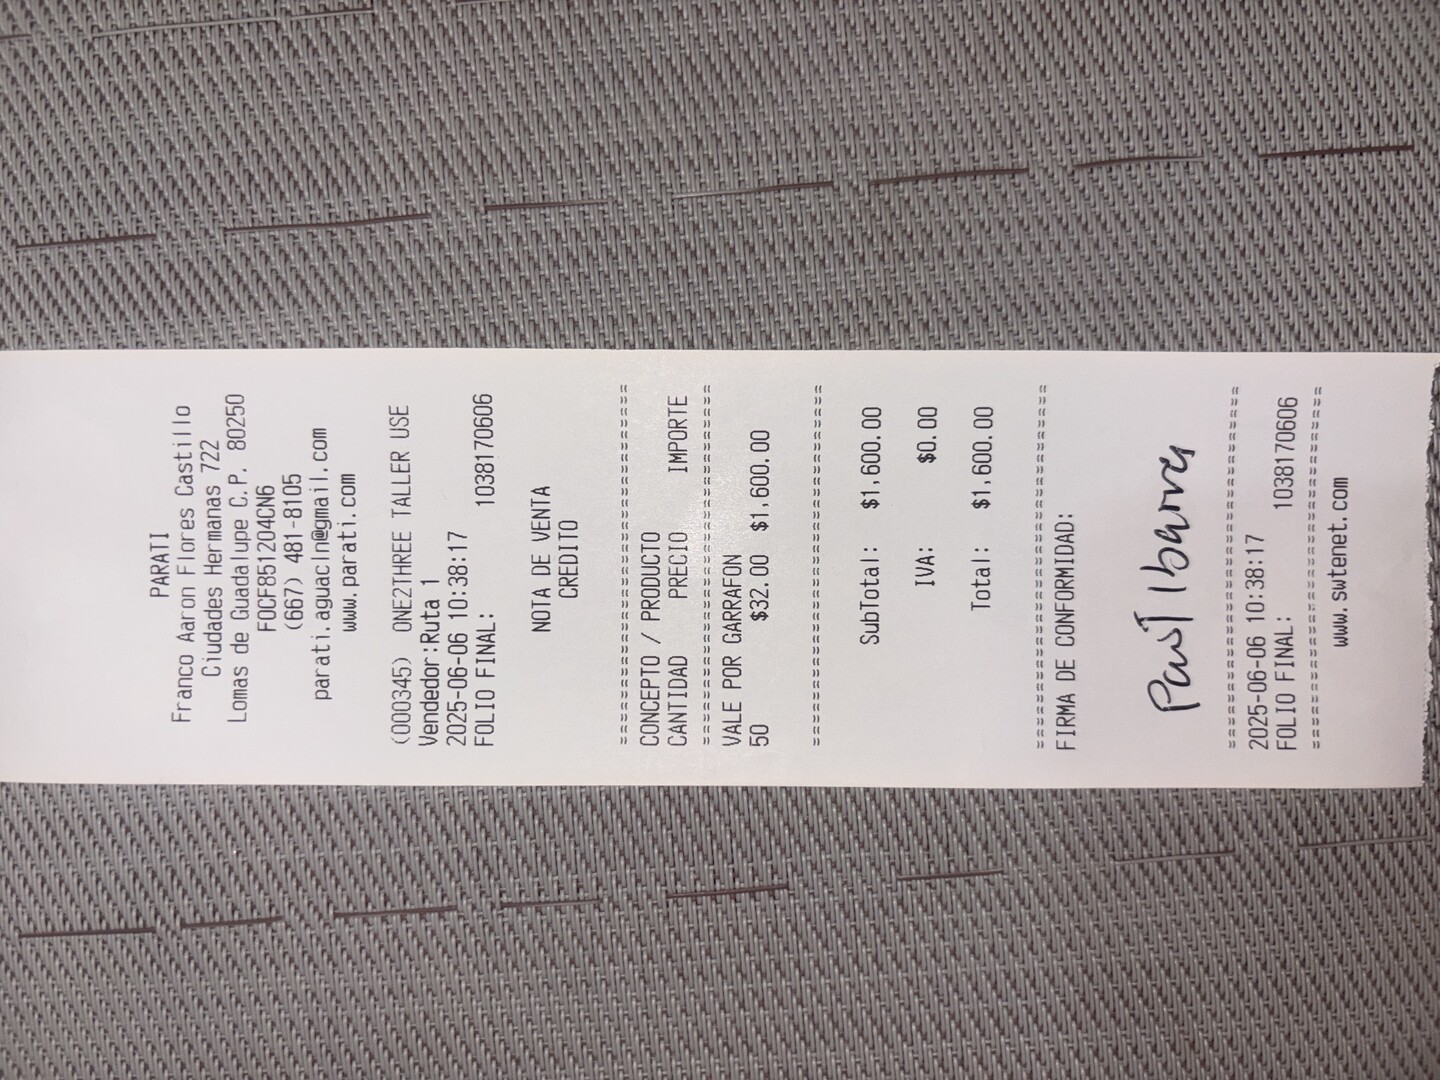 PARATI
Franco Aaron Flores Castillo
Ciudades Hermanas 722
Lomas de Guadalupe C.P. 80250
FOCF851204CN6
(667) 481-8105
parati.aguacln@gmail.com
www.parati.com
(000345) ONE2THREE TALLER USE
Vendedor:Ruta 1
2025-06-06 10:38:17
FOLIO FINAL: 1038170606
NOTA DE VENTA
CREDITO
==================================
CONCEPTO / PRODUCTO
CANTIDAD PRECIO IMPORTE
==================================
VALE POR GARRAFON
50 $32.00 $1,600.00
==================================
SubTotal: $1,600.00
IVA: $0.00
Total: $1,600.00
==================================
FIRMA DE CONFORMIDAD:
Paul Ibarra
==================================
2025-06-06 10:38:17
FOLIO FINAL: 1038170606
==================================
www.swtenet.com